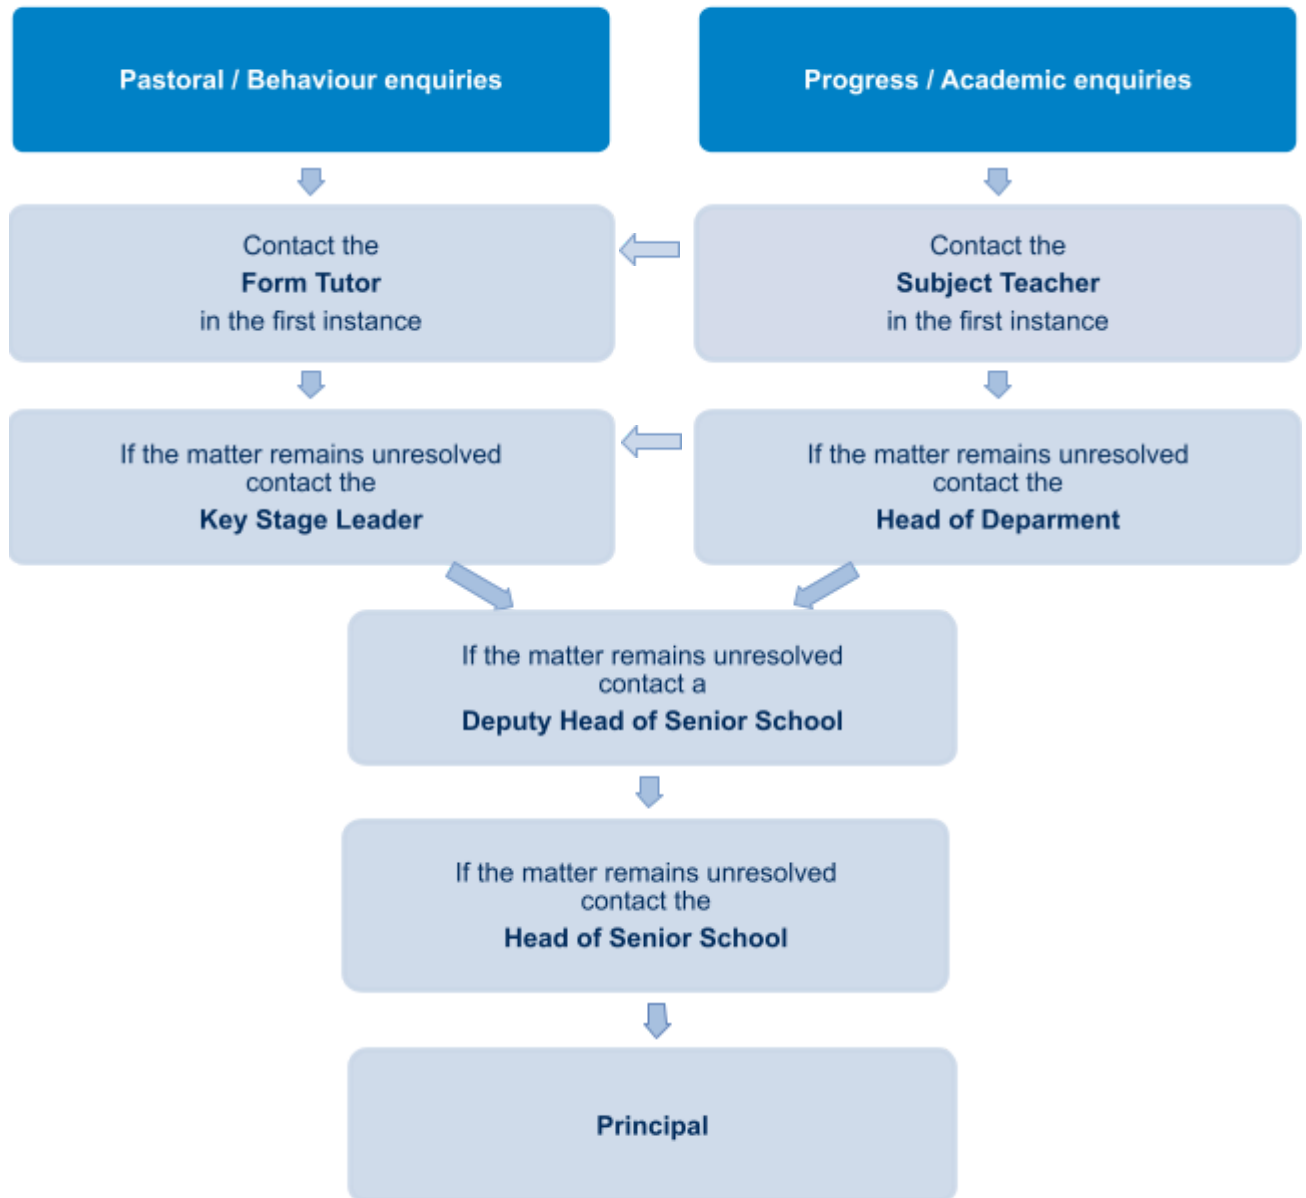 Pastoral / Behaviour enquiries
Progress / Academic enquiries
Contact the
Form Tutor
in the first instance
Contact the
Subject Teacher
in the first instance
If the matter remains unresolved
contact the
Key Stage Leader
If the matter remains unresolved
contact the
Head of Deparment
If the matter remains unresolved
contact a
Deputy Head of Senior School
If the matter remains unresolved
contact the
Head of Senior School
Principal